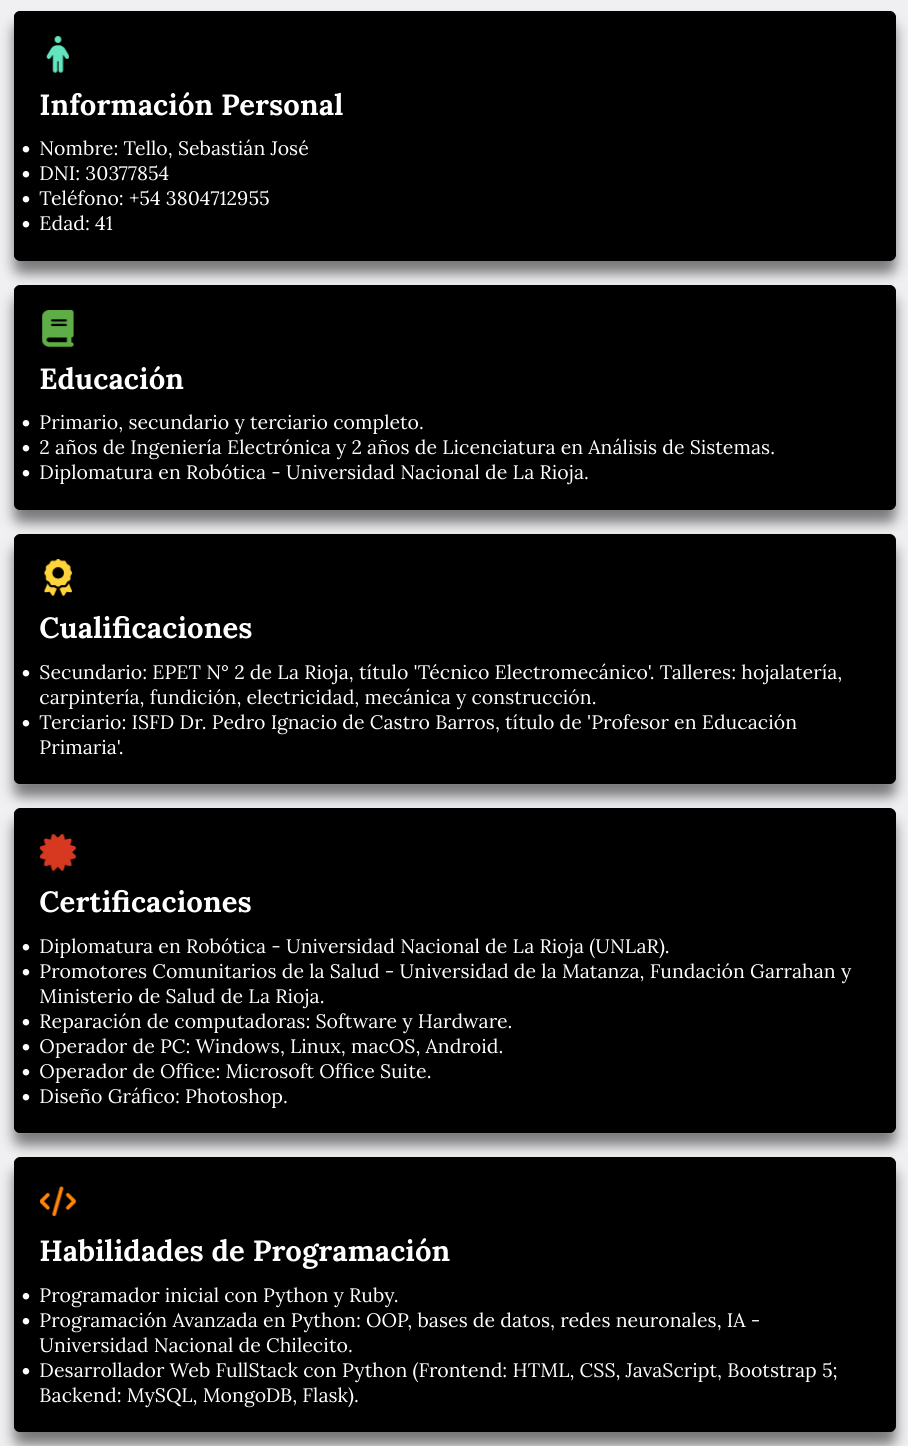 Información Personal
Nombre: Tello, Sebastián José
DNI: 30377854
Teléfono: +54 3804712955
Edad: 41
Educación
Primario, secundario y terciario completo.
2 años de Ingeniería Electrónica y 2 años de Licenciatura en Análisis de Sistemas.
Diplomatura en Robótica - Universidad Nacional de La Rioja.
Cualificaciones
Secundario: EPET N° 2 de La Rioja, título 'Técnico Electromecánico'. Talleres: hojalatería,
carpintería, fundición, electricidad, mecánica y construcción.
Terciario: ISFD Dr. Pedro Ignacio de Castro Barros, título de 'Profesor en Educación
Primaria'.
Certificaciones
Diplomatura en Robótica - Universidad Nacional de La Rioja (UNLaR).
Promotores Comunitarios de la Salud - Universidad de la Matanza, Fundación Garrahan y
Ministerio de Salud de La Rioja.
Reparación de computadoras: Software y Hardware.
Operador de PC: Windows, Linux, macOS, Android.
Operador de Office: Microsoft Office Suite.
Diseño Gráfico: Photoshop.
Habilidades de Programación
Programador inicial con Python y Ruby.
Programación Avanzada en Python: OOP, bases de datos, redes neuronales, IA -
Universidad Nacional de Chilecito.
Desarrollador Web FullStack con Python (Frontend: HTML, CSS, JavaScript, Bootstrap 5;
Backend: MySQL, MongoDB, Flask).